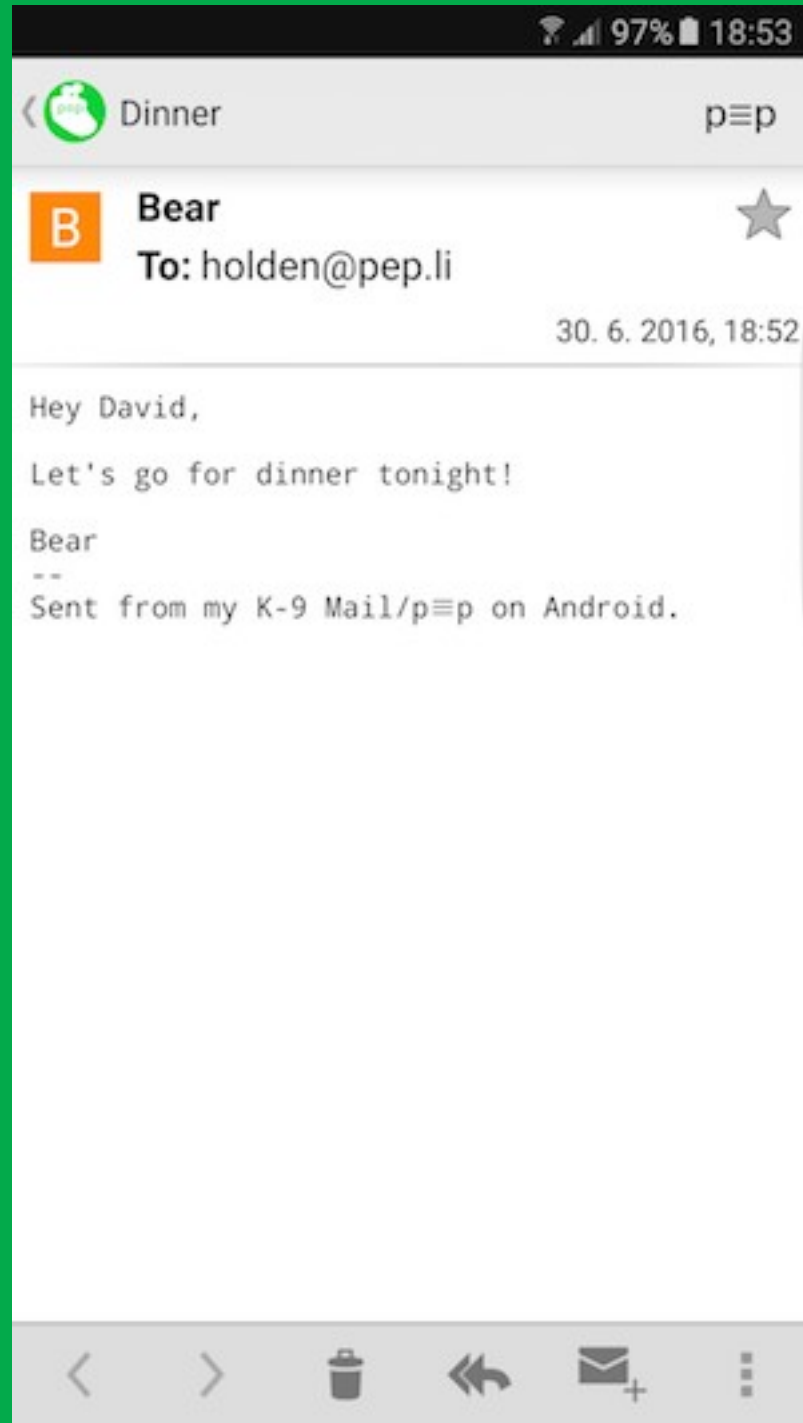 97% 18:53
pep Dinner p≡p
B Bear
To: holden@pep.li
30. 6. 2016, 18:52
Hey David,
Let's go for dinner tonight!
Bear
--
Sent from my K-9 Mail/p≡p on Android.